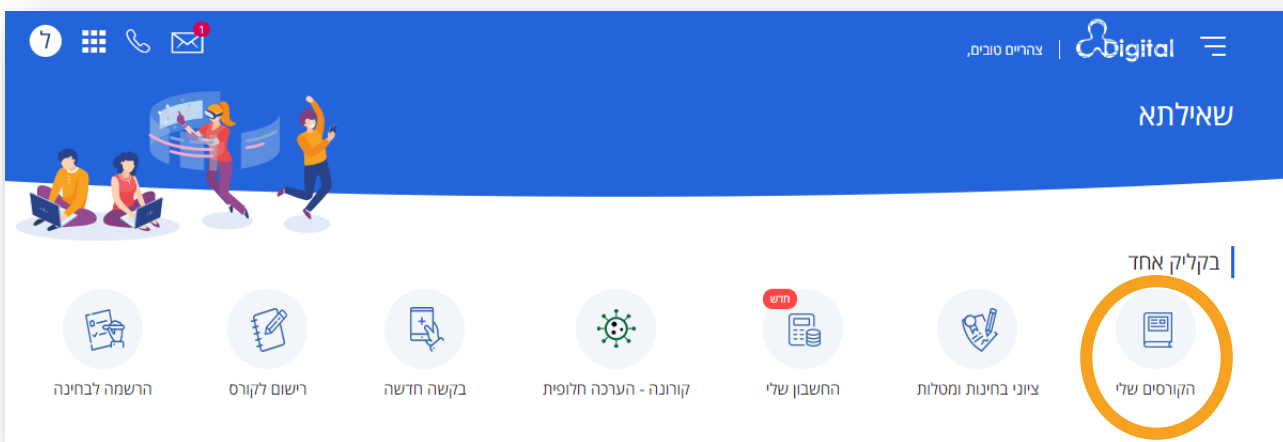 Digital | צהריים טובים,
1
ל
שאילתא
בקליק אחד
חדש
הקורסים שלי
ציוני בחינות ומטלות
החשבון שלי
קורונה - הערכה חלופית
בקשה חדשה
רישום לקורס
הרשמה לבחינה